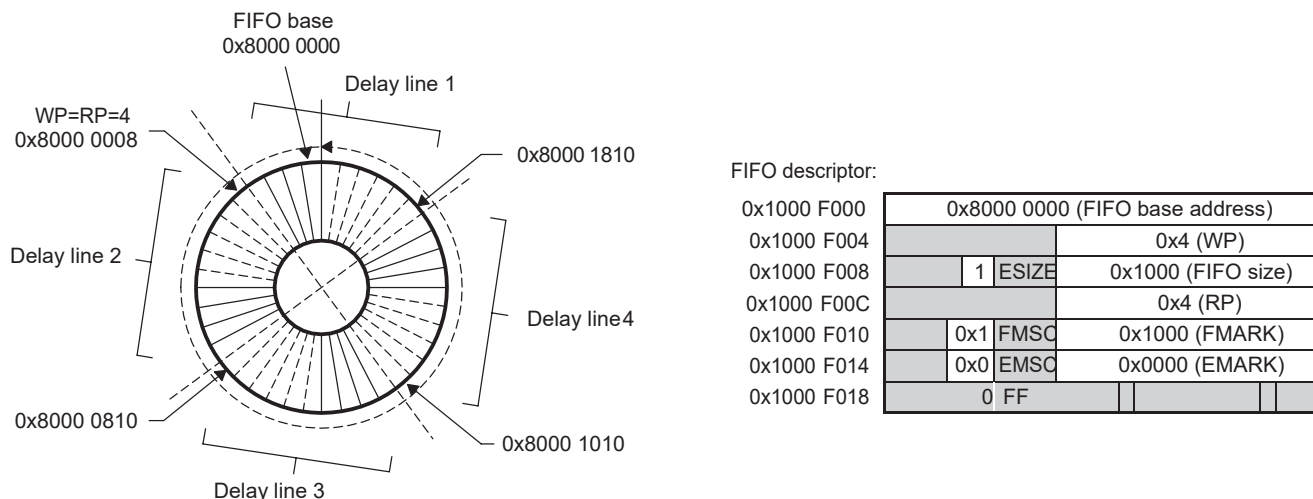 FIFO base
0x8000 0000
Delay line 1
WP=RP=4
0x8000 0008
0x8000 1810
Delay line 2
Delay line 4
0x8000 0810
0x8000 1010
Delay line 3
FIFO descriptor:
0x1000 F000 0x8000 0000 (FIFO base address)
0x1000 F004 0x4 (WP)
0x1000 F008 1 ESIZE 0x1000 (FIFO size)
0x1000 F00C 0x4 (RP)
0x1000 F010 0x1 FMSC 0x1000 (FMARK)
0x1000 F014 0x0 EMSC 0x0000 (EMARK)
0x1000 F018 0 FF